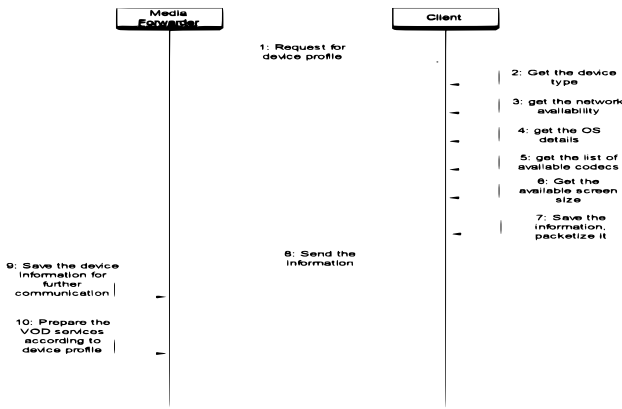 Media
Forwarder
Client
1: Request for
device profile
2: Get the device
type
3: get the network
availability
4: get the OS
details
5: get the list of
available codecs
6: Get the
available screen
size
7: Save the
information,
packetize it
8: Send the
information
9: Save the device
information for
further
communication
10: Prepare the
VOD services
according to
device profile